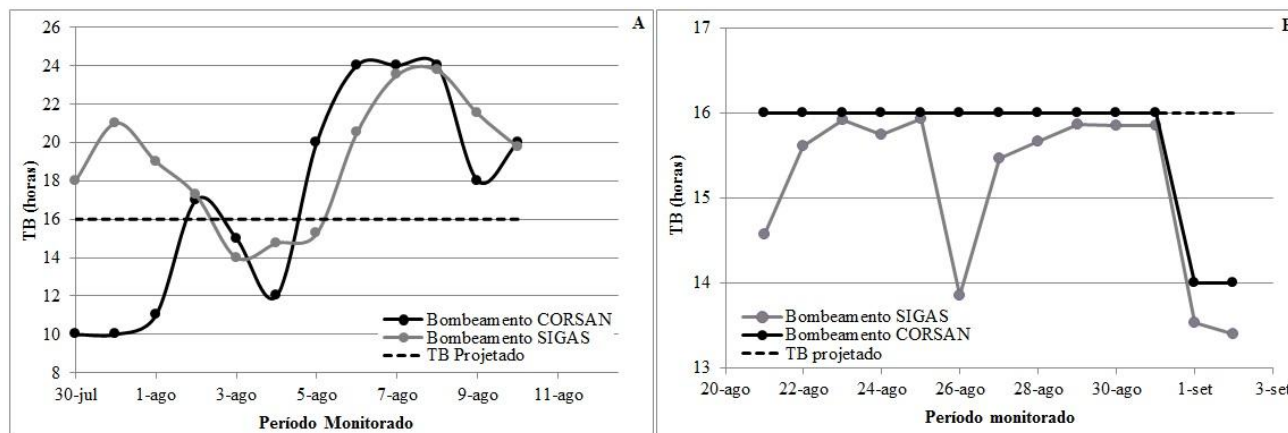 A
26
24
22
20
18
16
14
12
10
8
TB (horas)
Bombeamento CORSAN
Bombeamento SIGAS
TB Projetado
30-jul 1-ago 3-ago 5-ago 7-ago 9-ago 11-ago
Período Monitorado
17
16
15
14
13
TB (horas)
Bombeamento SIGAS
Bombeamento CORSAN
TB projetado
20-ago 22-ago 24-ago 26-ago 28-ago 30-ago 1-set 3-set
Período monitorado